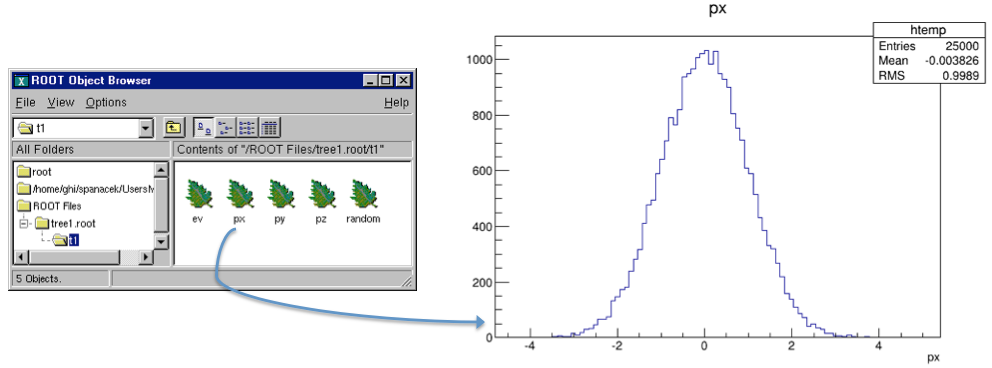 ROOT Object Browser
File View Options Help
t1
All Folders
Contents of "/ROOT Files/tree1.root/t1"
root
/home/ghi/spanacek/UsersM
ROOT Files
tree1.root
t1
ev px py pz random
5 Objects.
px
htemp
Entries 25000
Mean -0.003826
RMS 0.9989
1000
800
600
400
200
0
-4 -2 0 2 4
px